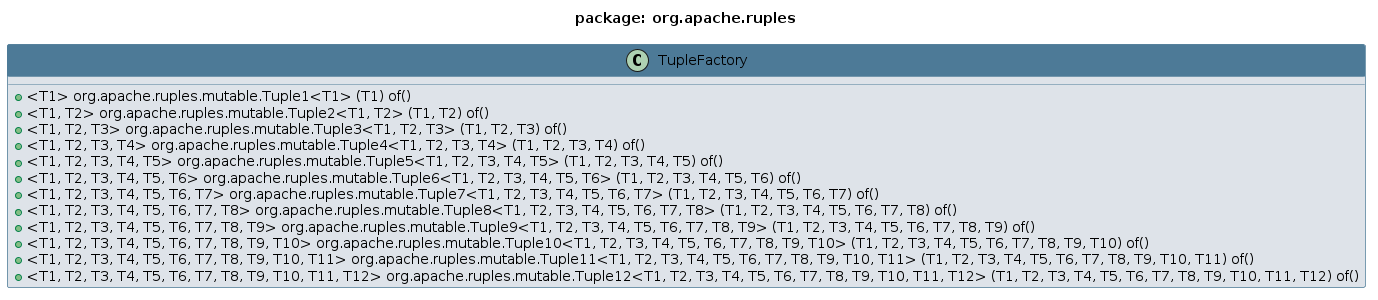 package: org.apache.ruples
C TupleFactory
<T1> org.apache.ruples.mutable.Tuple1<T1> (T1) of()
<T1, T2> org.apache.ruples.mutable.Tuple2<T1, T2> (T1, T2) of()
<T1, T2, T3> org.apache.ruples.mutable.Tuple3<T1, T2, T3> (T1, T2, T3) of()
<T1, T2, T3, T4> org.apache.ruples.mutable.Tuple4<T1, T2, T3, T4> (T1, T2, T3, T4) of()
<T1, T2, T3, T4, T5> org.apache.ruples.mutable.Tuple5<T1, T2, T3, T4, T5> (T1, T2, T3, T4, T5) of()
<T1, T2, T3, T4, T5, T6> org.apache.ruples.mutable.Tuple6<T1, T2, T3, T4, T5, T6> (T1, T2, T3, T4, T5, T6) of()
<T1, T2, T3, T4, T5, T6, T7> org.apache.ruples.mutable.Tuple7<T1, T2, T3, T4, T5, T6, T7> (T1, T2, T3, T4, T5, T6, T7) of()
<T1, T2, T3, T4, T5, T6, T7, T8> org.apache.ruples.mutable.Tuple8<T1, T2, T3, T4, T5, T6, T7, T8> (T1, T2, T3, T4, T5, T6, T7, T8) of()
<T1, T2, T3, T4, T5, T6, T7, T8, T9> org.apache.ruples.mutable.Tuple9<T1, T2, T3, T4, T5, T6, T7, T8, T9> (T1, T2, T3, T4, T5, T6, T7, T8, T9) of()
<T1, T2, T3, T4, T5, T6, T7, T8, T9, T10> org.apache.ruples.mutable.Tuple10<T1, T2, T3, T4, T5, T6, T7, T8, T9, T10> (T1, T2, T3, T4, T5, T6, T7, T8, T9, T10) of()
<T1, T2, T3, T4, T5, T6, T7, T8, T9, T10, T11> org.apache.ruples.mutable.Tuple11<T1, T2, T3, T4, T5, T6, T7, T8, T9, T10, T11> (T1, T2, T3, T4, T5, T6, T7, T8, T9, T10, T11) of()
<T1, T2, T3, T4, T5, T6, T7, T8, T9, T10, T11, T12> org.apache.ruples.mutable.Tuple12<T1, T2, T3, T4, T5, T6, T7, T8, T9, T10, T11, T12> (T1, T2, T3, T4, T5, T6, T7, T8, T9, T10, T11, T12) of()